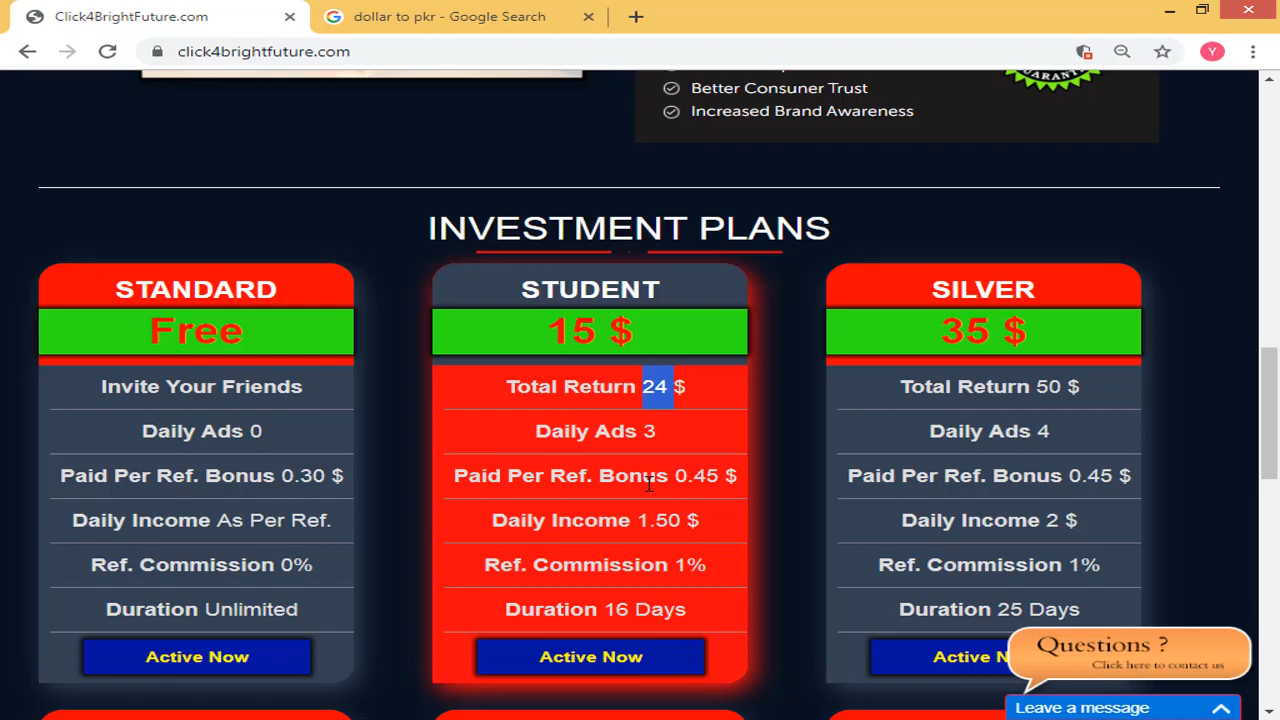 Click4BrightFuture.com
dollar to pkr - Google Search
click4brightfuture.com
Y
Better Consuner Trust
Increased Brand Awareness
INVESTMENT PLANS
STANDARD
Free
Invite Your Friends
Daily Ads 0
Paid Per Ref. Bonus 0.30 $
Daily Income As Per Ref.
Ref. Commission 0%
Duration Unlimited
Active Now
STUDENT
15 $
Total Return 24 $
Daily Ads 3
Paid Per Ref. Bonus 0.45 $
Daily Income 1.50 $
Ref. Commission 1%
Duration 16 Days
Active Now
SILVER
35 $
Total Return 50 $
Daily Ads 4
Paid Per Ref. Bonus 0.45 $
Daily Income 2 $
Ref. Commission 1%
Duration 25 Days
Active N
Questions ?
Click here to contact us
Leave a message